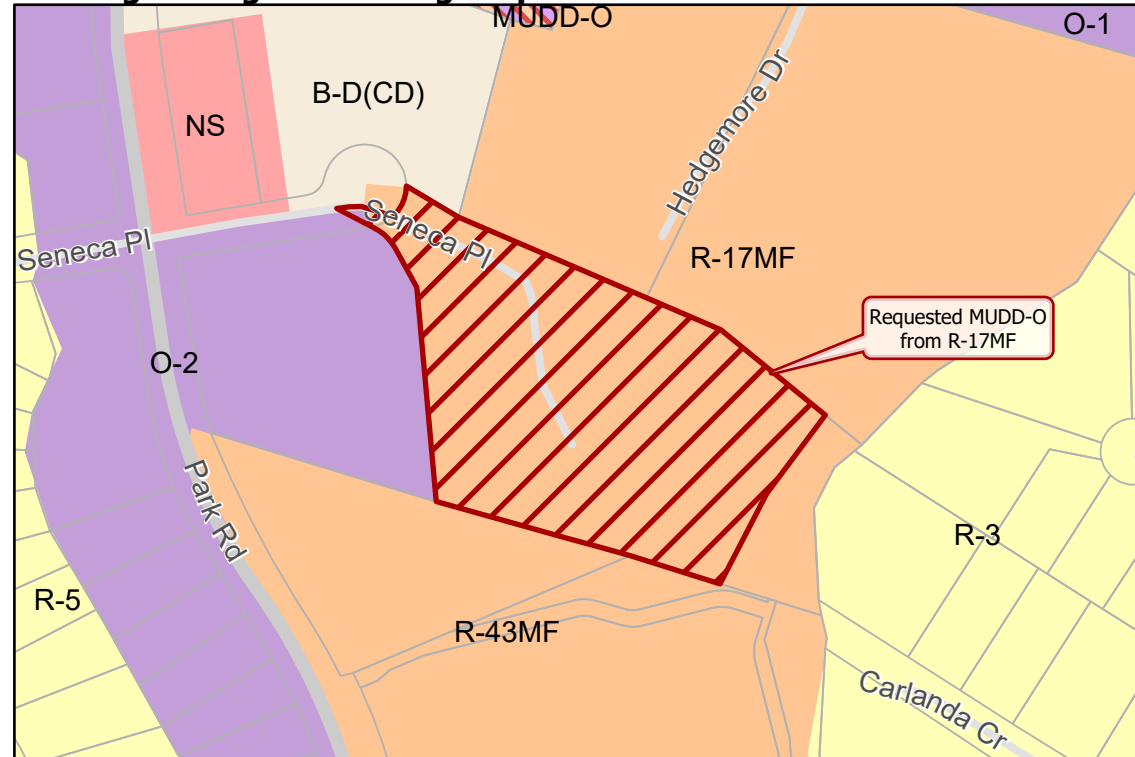 MUDD-O
O-1
B-D(CD)
NS
Hedgemore Dr
Seneca Pl
Seneca Pl
R-17MF
Requested MUDD-O
from R-17MF
O-2
Park Rd
R-3
R-5
R-43MF
Carlanda Cr